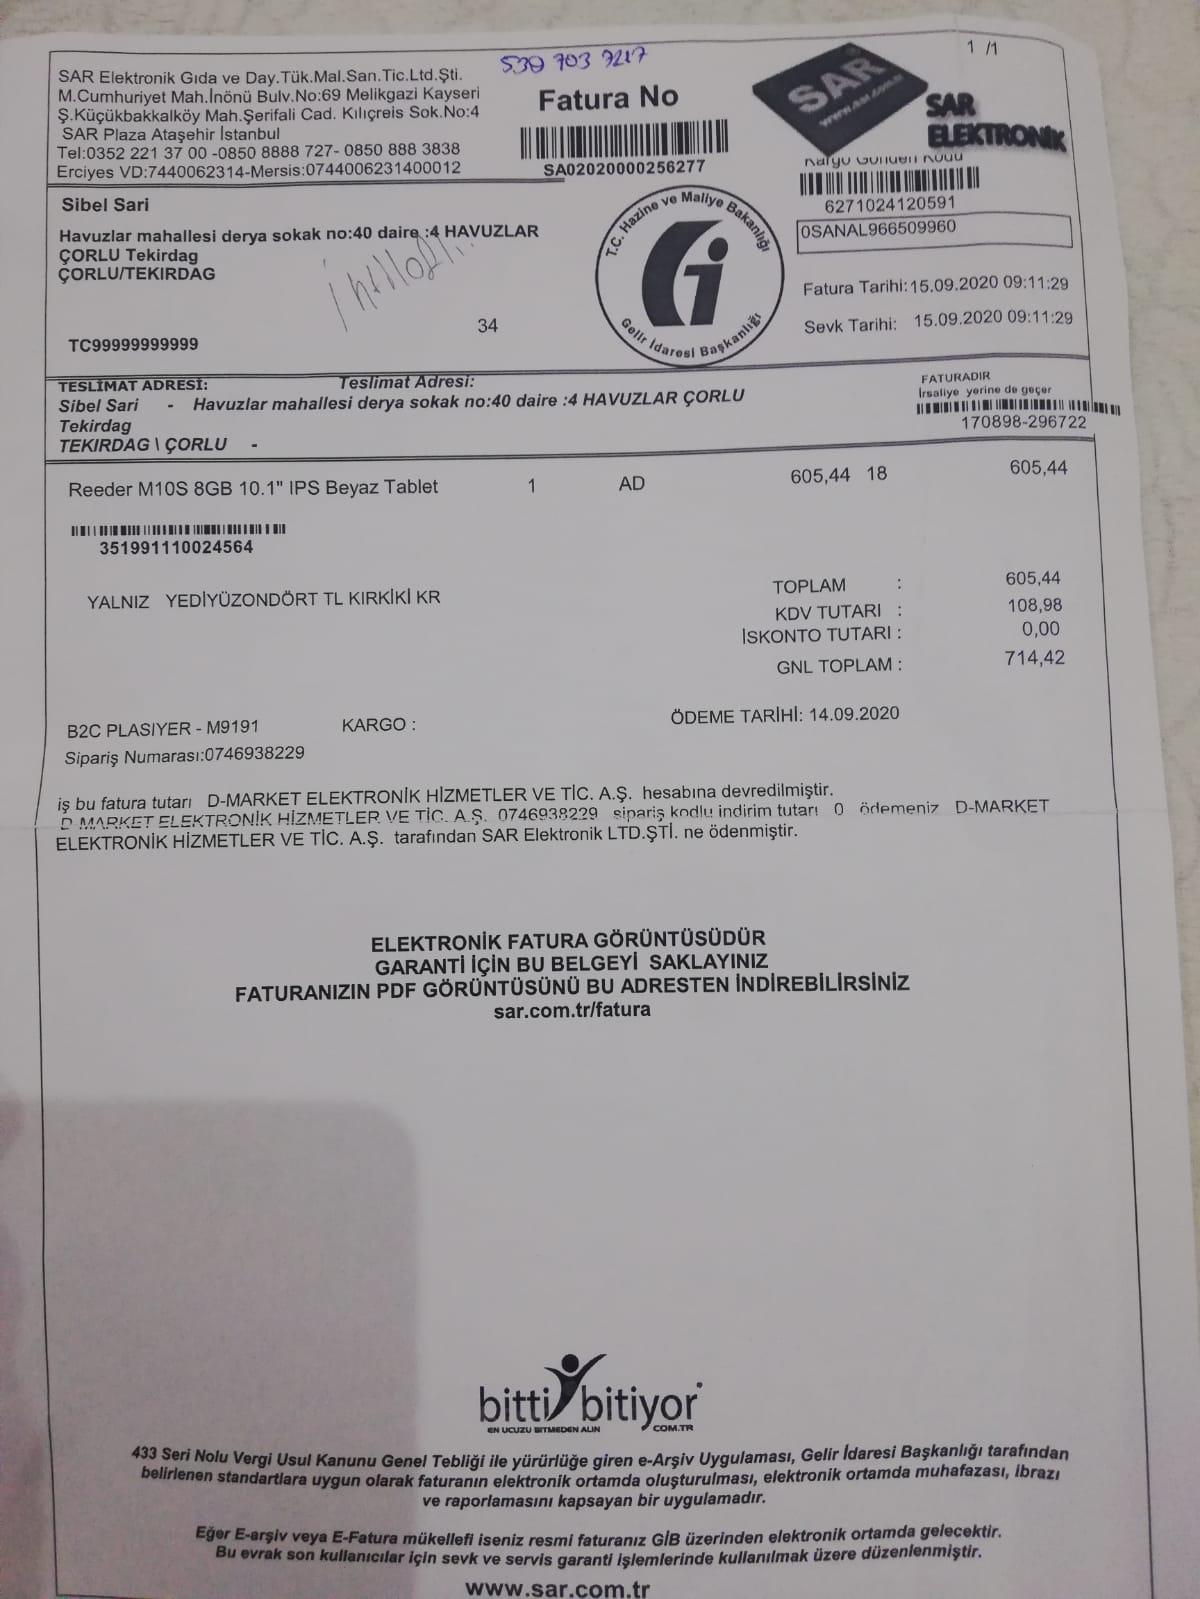 1 /1
530 703 7217
SAR Elektronik Gıda ve Day.Tük.Mal.San.Tic.Ltd.Şti.
M.Cumhuriyet Mah.İnönü Bulv.No:69 Melikgazi Kayseri
Ş.Küçükbakkalköy Mah.Şerifali Cad. Kılıçreis Sok.No:4
SAR Plaza Ataşehir İstanbul
Tel:0352 221 37 00 -0850 8888 727- 0850 888 3838
Erciyes VD:7440062314-Mersis:0744006231400012
Fatura No
SA02020000256277
SAR
www.sar.com.tr
SAR
ELEKTRONİK
Kargo Gönderi Kodu
6271024120591
0SANAL966509960
Sibel Sari
Havuzlar mahallesi derya sokak no:40 daire :4 HAVUZLAR
ÇORLU Tekirdag
ÇORLU/TEKIRDAG
34
TC99999999999
T.C. Hazine ve Maliye Bakanlığı
Gelir İdaresi Başkanlığı
Fatura Tarihi: 15.09.2020 09:11:29
Sevk Tarihi: 15.09.2020 09:11:29
TESLİMAT ADRESİ: Teslimat Adresi:
Sibel Sari - Havuzlar mahallesi derya sokak no:40 daire :4 HAVUZLAR ÇORLU
Tekirdag
TEKIRDAG \ ÇORLU -
FATURADIR
İrsaliye yerine de geçer
170898-296722
Reeder M10S 8GB 10.1" IPS Beyaz Tablet 1 AD 605,44 18 605,44
351991110024564
YALNIZ YEDİYÜZONDÖRT TL KIRKİKİ KR
TOPLAM : 605,44
KDV TUTARI : 108,98
İSKONTO TUTARI : 0,00
GNL TOPLAM : 714,42
B2C PLASIYER - M9191 KARGO : ÖDEME TARİHİ: 14.09.2020
Sipariş Numarası:0746938229
iş bu fatura tutarı D-MARKET ELEKTRONİK HİZMETLER VE TİC. A.Ş. hesabına devredilmiştir.
D MARKET ELEKTRONİK HİZMETLER VE TİC. A.Ş. 0746938229 sipariş kodlu indirim tutarı 0 ödemeniz D-MARKET
ELEKTRONİK HİZMETLER VE TİC. A.Ş. tarafından SAR Elektronik LTD.ŞTİ. ne ödenmiştir.
ELEKTRONİK FATURA GÖRÜNTÜSÜDÜR
GARANTİ İÇİN BU BELGEYİ SAKLAYINIZ
FATURANIZIN PDF GÖRÜNTÜSÜNÜ BU ADRESTEN İNDİREBİLİRSİNİZ
sar.com.tr/fatura
bitti bitiyor
EN UCUZU BITMEDEN ALIN COM.TR
433 Seri Nolu Vergi Usul Kanunu Genel Tebliği ile yürürlüğe giren e-Arşiv Uygulaması, Gelir İdaresi Başkanlığı tarafından
belirlenen standartlara uygun olarak faturanın elektronik ortamda oluşturulması, elektronik ortamda muhafazası, ibrazı
ve raporlamasını kapsayan bir uygulamadır.
Eğer E-arşiv veya E-Fatura mükellefi iseniz resmi faturanız GİB üzerinden elektronik ortamda gelecektir.
Bu evrak son kullanıcılar için sevk ve servis garanti işlemlerinde kullanılmak üzere düzenlenmiştir.
www.sar.com.tr